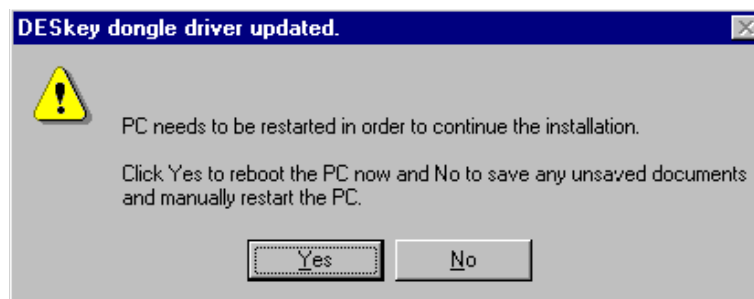 DESkey dongle driver updated.
PC needs to be restarted in order to continue the installation.
Click Yes to reboot the PC now and No to save any unsaved documents
and manually restart the PC.
Yes
No